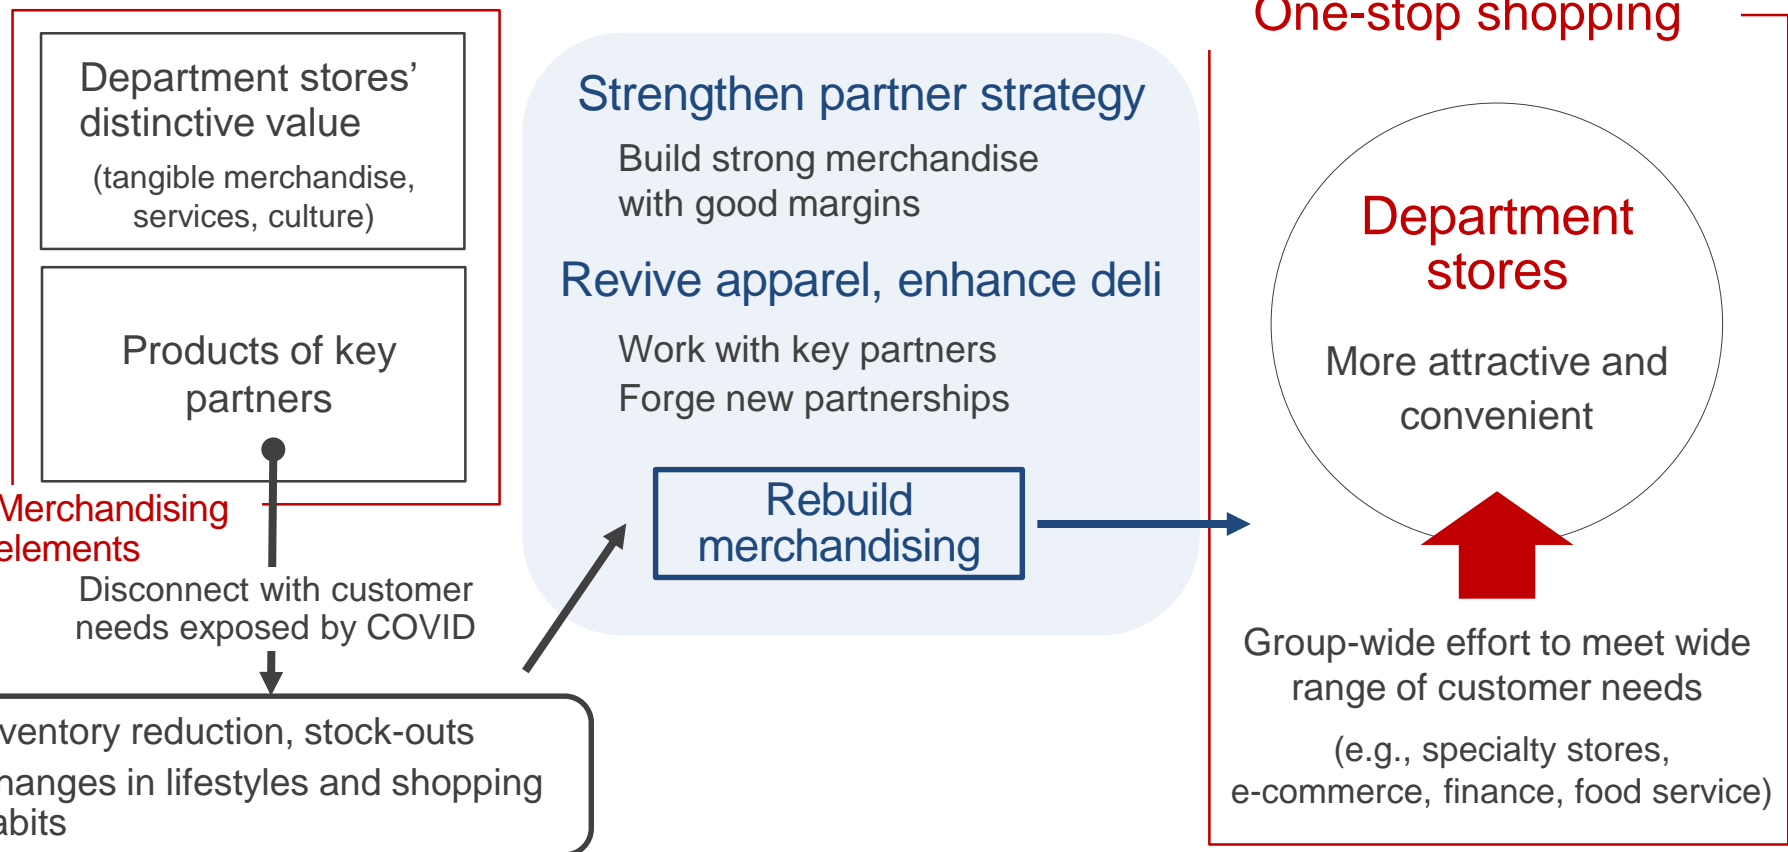 Department stores’
distinctive value
(tangible merchandise,
services, culture)
Products of key
partners
Merchandising
elements
Disconnect with customer
needs exposed by COVID
ventory reduction, stock-outs
hanges in lifestyles and shopping
abits
Strengthen partner strategy
Build strong merchandise
with good margins
Revive apparel, enhance deli
Work with key partners
Forge new partnerships
Rebuild
merchandising
One-stop shopping
Department
stores
More attractive and
convenient
Group-wide effort to meet wide
range of customer needs
(e.g., specialty stores,
e-commerce, finance, food service)